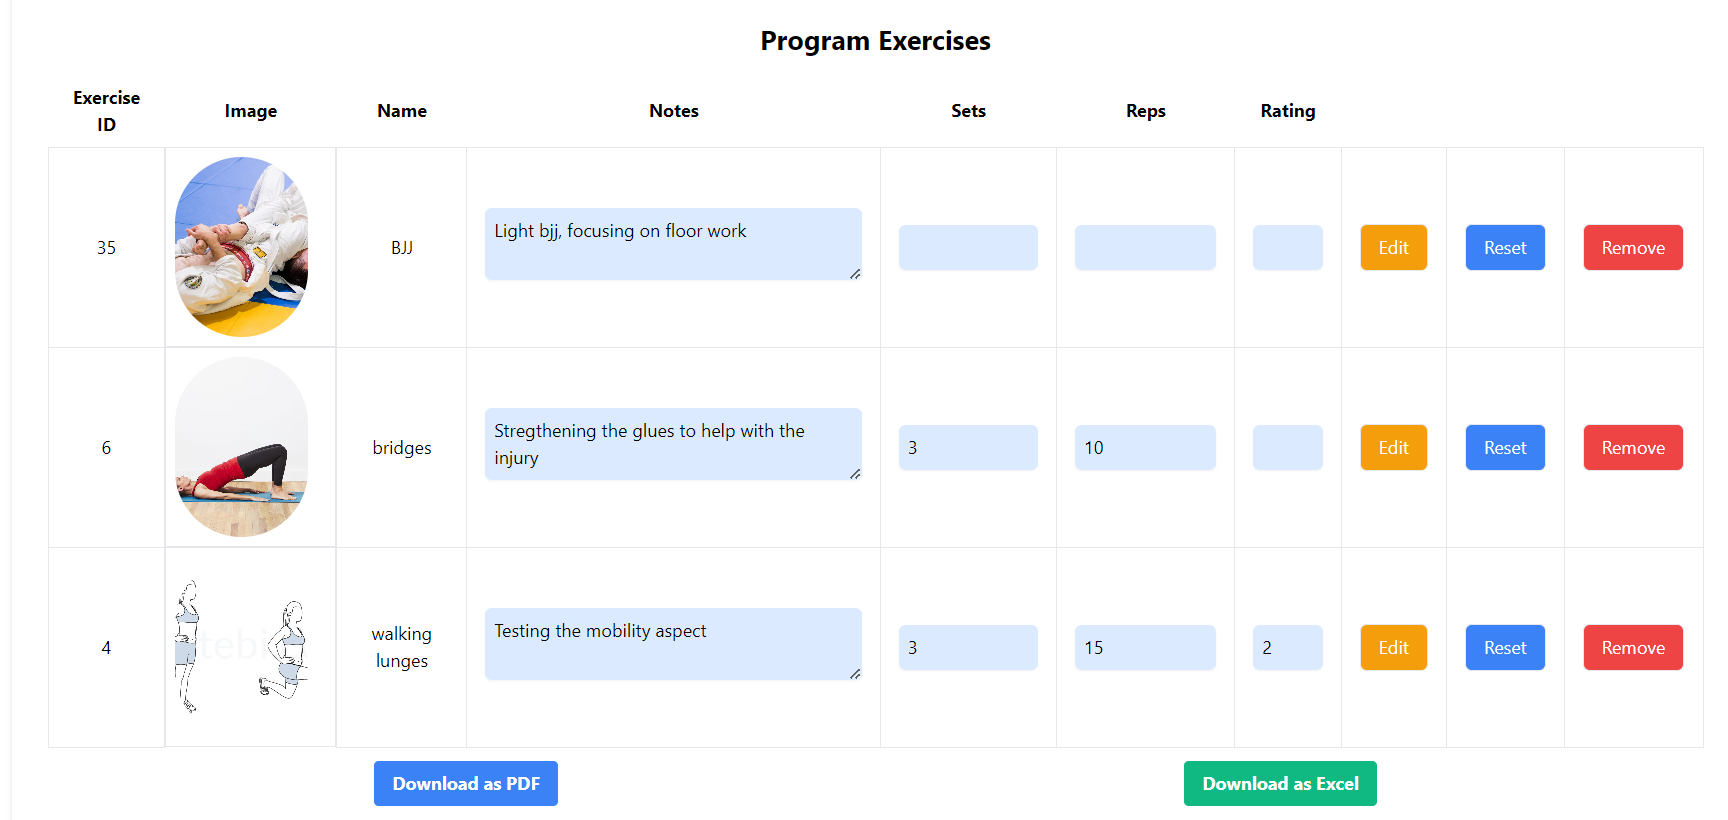 Program Exercises
Exercise
ID
Image
Name
Notes
Sets
Reps
Rating
35
BJJ
Light bjj, focusing on floor work
Edit
Reset
Remove
6
bridges
Stregthening the glues to help with the
injury
3
10
Edit
Reset
Remove
4
walking
lunges
Testing the mobility aspect
3
15
2
Edit
Reset
Remove
Download as PDF
Download as Excel